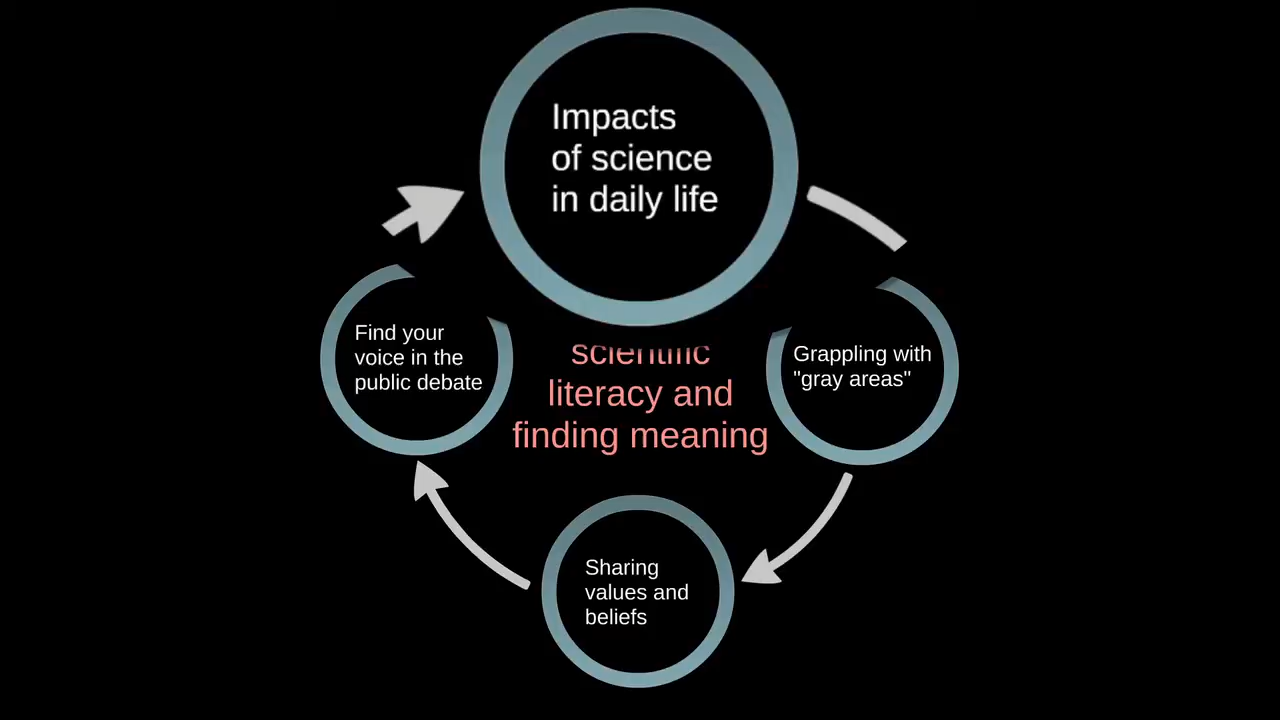 Impacts
of science
in daily life
Grappling with
"gray areas"
Sharing
values and
beliefs
Find your
voice in the
public debate
scientific
literacy and
finding meaning